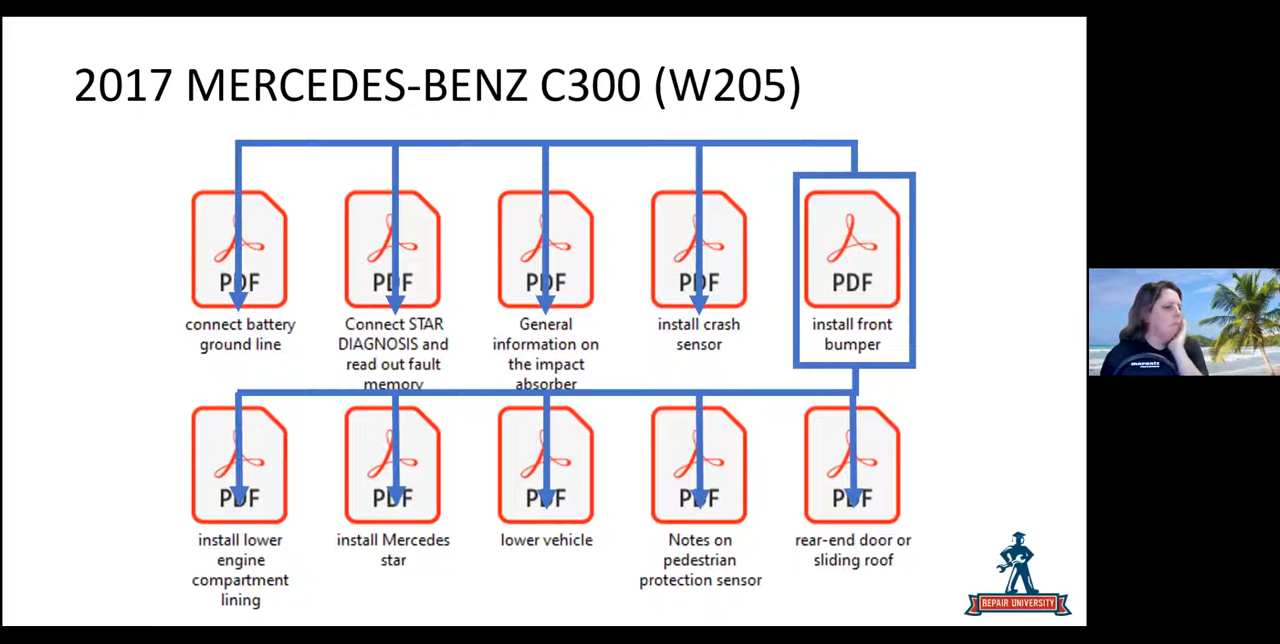 2017 MERCEDES-BENZ C300 (W205)
PDF PDF PDF PDF PDF
connect battery
ground line
Connect STAR
DIAGNOSIS and
read out fault
memory
General
information on
the impact
absorber
install crash
sensor
install front
bumper
PDF PDF PDF PDF PDF
install lower
engine
compartment
lining
install Mercedes
star
lower vehicle
Notes on
pedestrian
protection sensor
rear-end door or
sliding roof
REPAIR UNIVERSITY
marantz